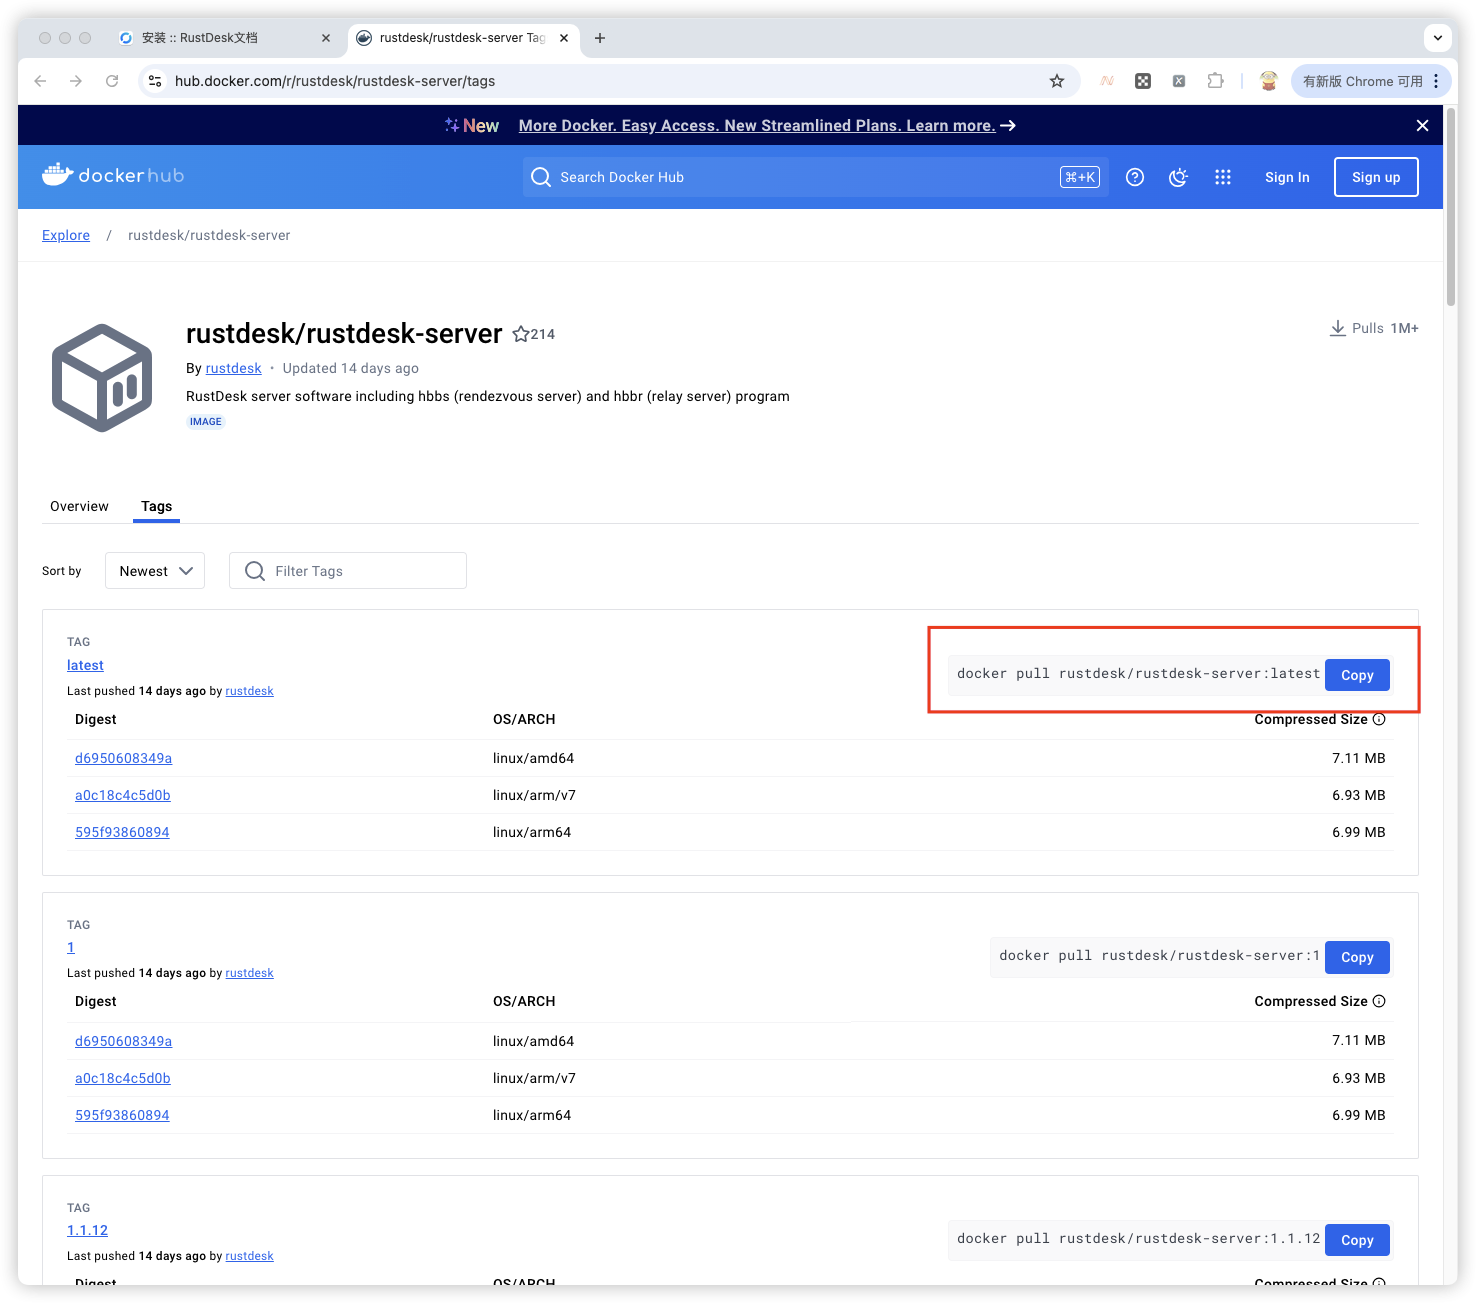 安装 :: RustDesk文档
rustdesk/rustdesk-server Tag
hub.docker.com/r/rustdesk/rustdesk-server/tags
有新版 Chrome 可用
New More Docker. Easy Access. New Streamlined Plans. Learn more.
dockerhub
Search Docker Hub
⌘+K
Sign In
Sign up
Explore / rustdesk/rustdesk-server
rustdesk/rustdesk-server
214
Pulls 1M+
By rustdesk • Updated 14 days ago
RustDesk server software including hbbs (rendezvous server) and hbbr (relay server) program
IMAGE
Overview
Tags
Sort by
Newest
Filter Tags
TAG
latest
docker pull rustdesk/rustdesk-server:latest
Copy
Last pushed 14 days ago by rustdesk
Digest OS/ARCH Compressed Size
d6950608349a linux/amd64 7.11 MB
a0c18c4c5d0b linux/arm/v7 6.93 MB
595f93860894 linux/arm64 6.99 MB
TAG
1
docker pull rustdesk/rustdesk-server:1
Copy
Last pushed 14 days ago by rustdesk
Digest OS/ARCH Compressed Size
d6950608349a linux/amd64 7.11 MB
a0c18c4c5d0b linux/arm/v7 6.93 MB
595f93860894 linux/arm64 6.99 MB
TAG
1.1.12
docker pull rustdesk/rustdesk-server:1.1.12
Copy
Last pushed 14 days ago by rustdesk
Digest OS/ARCH Compressed Size